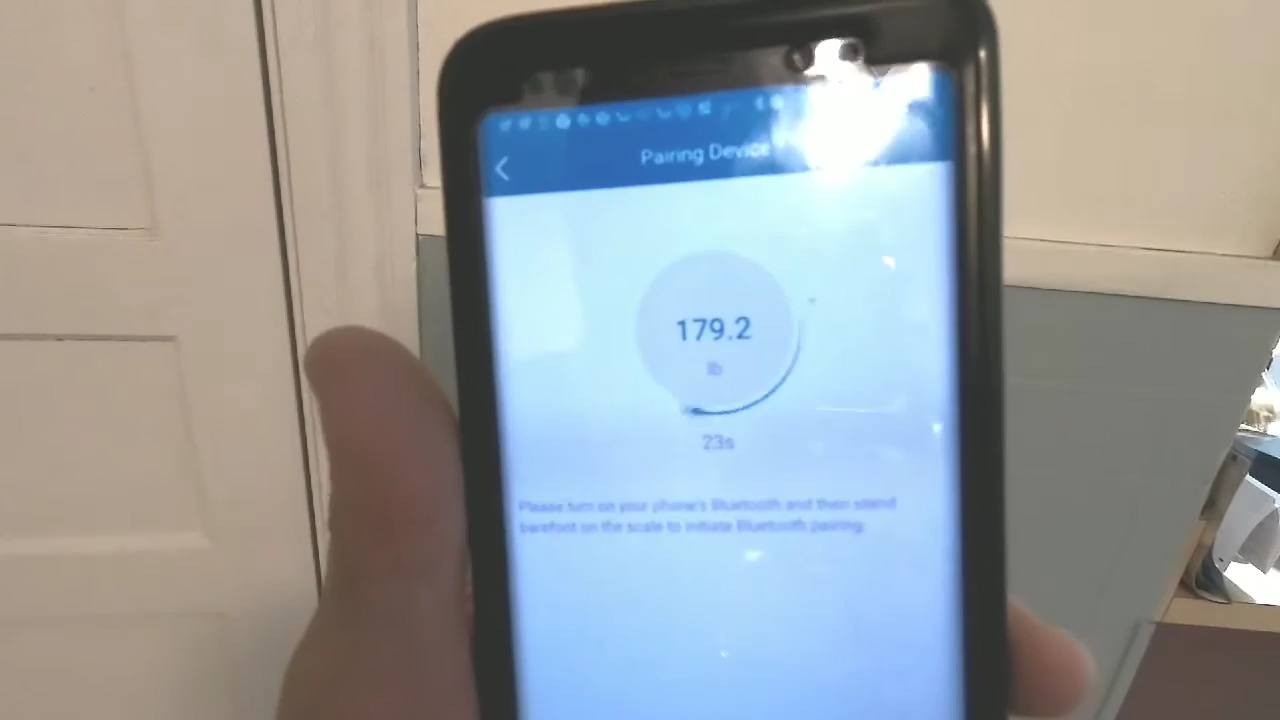 Pairing Device
179.2
lb
23s
Please turn on your phone's Bluetooth and then stand
barefoot on the scale to initiate Bluetooth pairing.